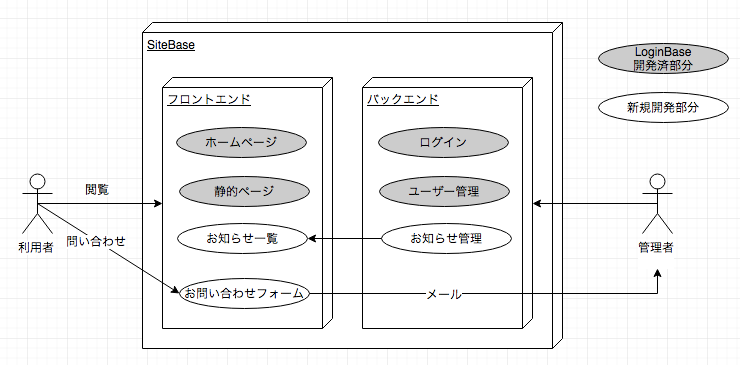 SiteBase
LoginBase
開発済部分
新規開発部分
フロントエンド
バックエンド
ホームページ
ログイン
静的ページ
ユーザー管理
閲覧
お知らせ一覧
お知らせ管理
問い合わせ
利用者
管理者
お問い合わせフォーム
メール